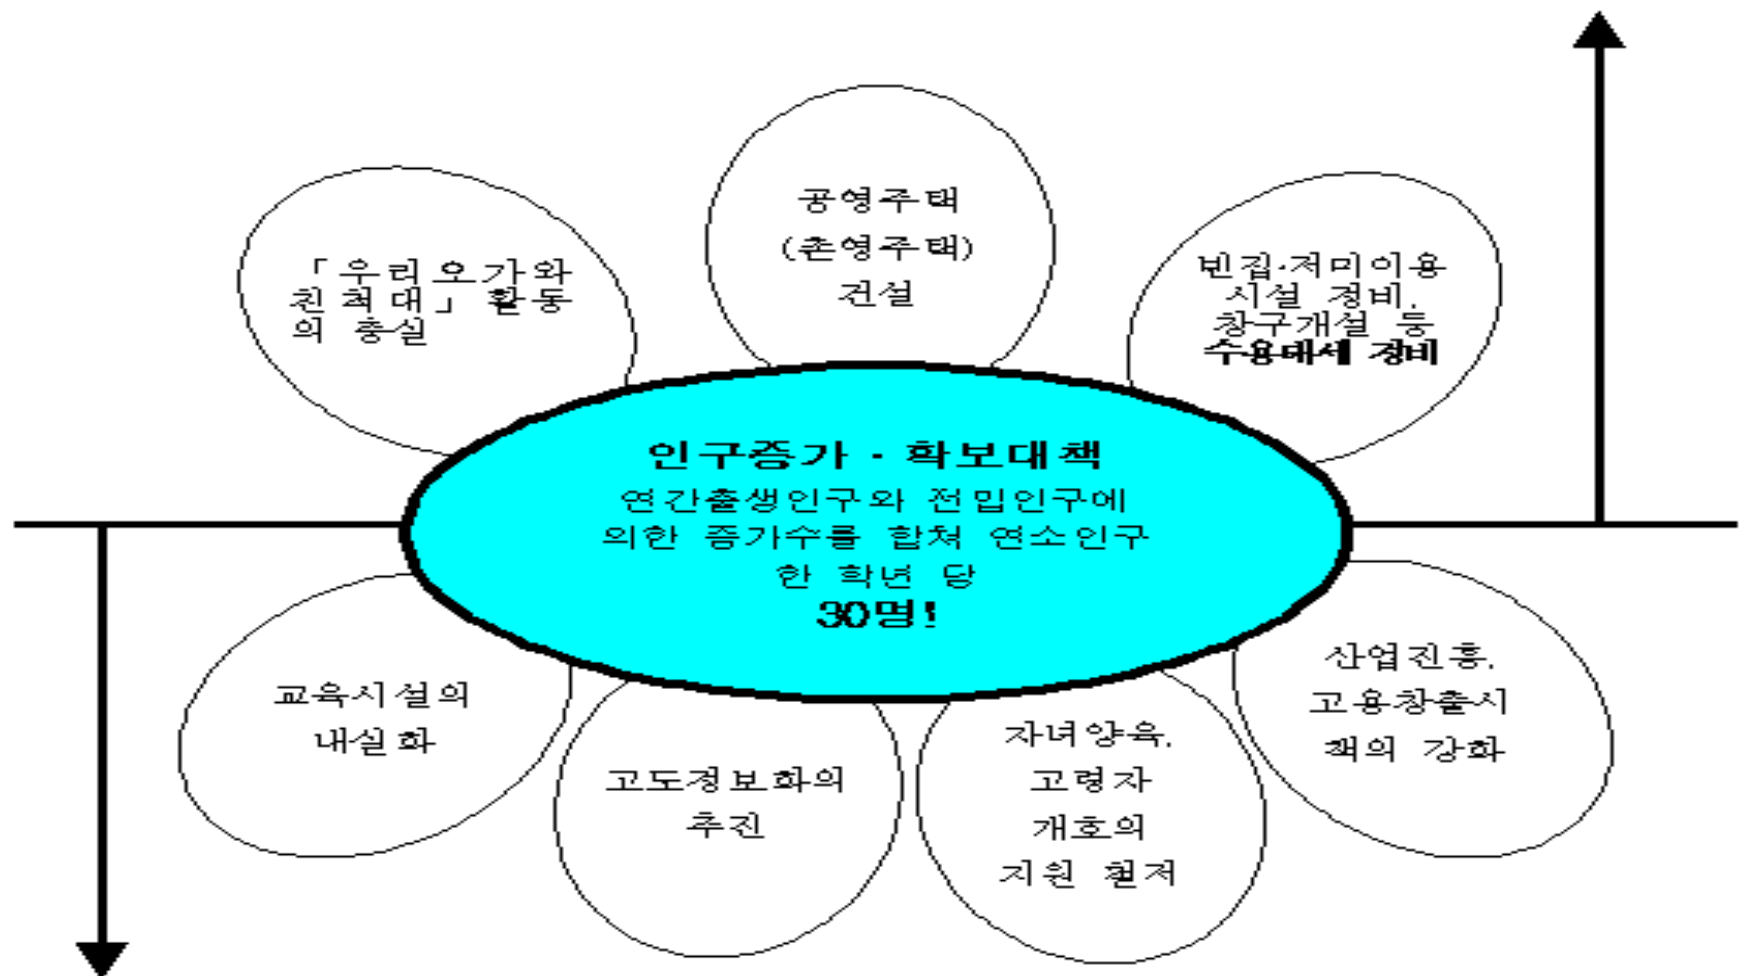 공영주택
(촌영주택)
건설
「우리 오가와
친척대」 활동
의 충실
빈집·저미이용
시설 정비,
창구개설 등
수용태세 정비
인구증가 · 확보대책
연간출생인구와 전입인구에
의한 증가수를 합쳐 연소인구
한 학년 당
30명!
교육시설의
내실화
고도정보화의
추진
자녀양육,
고령자
개호의
지원 철저
산업진흥,
고용창출시
책의 강화